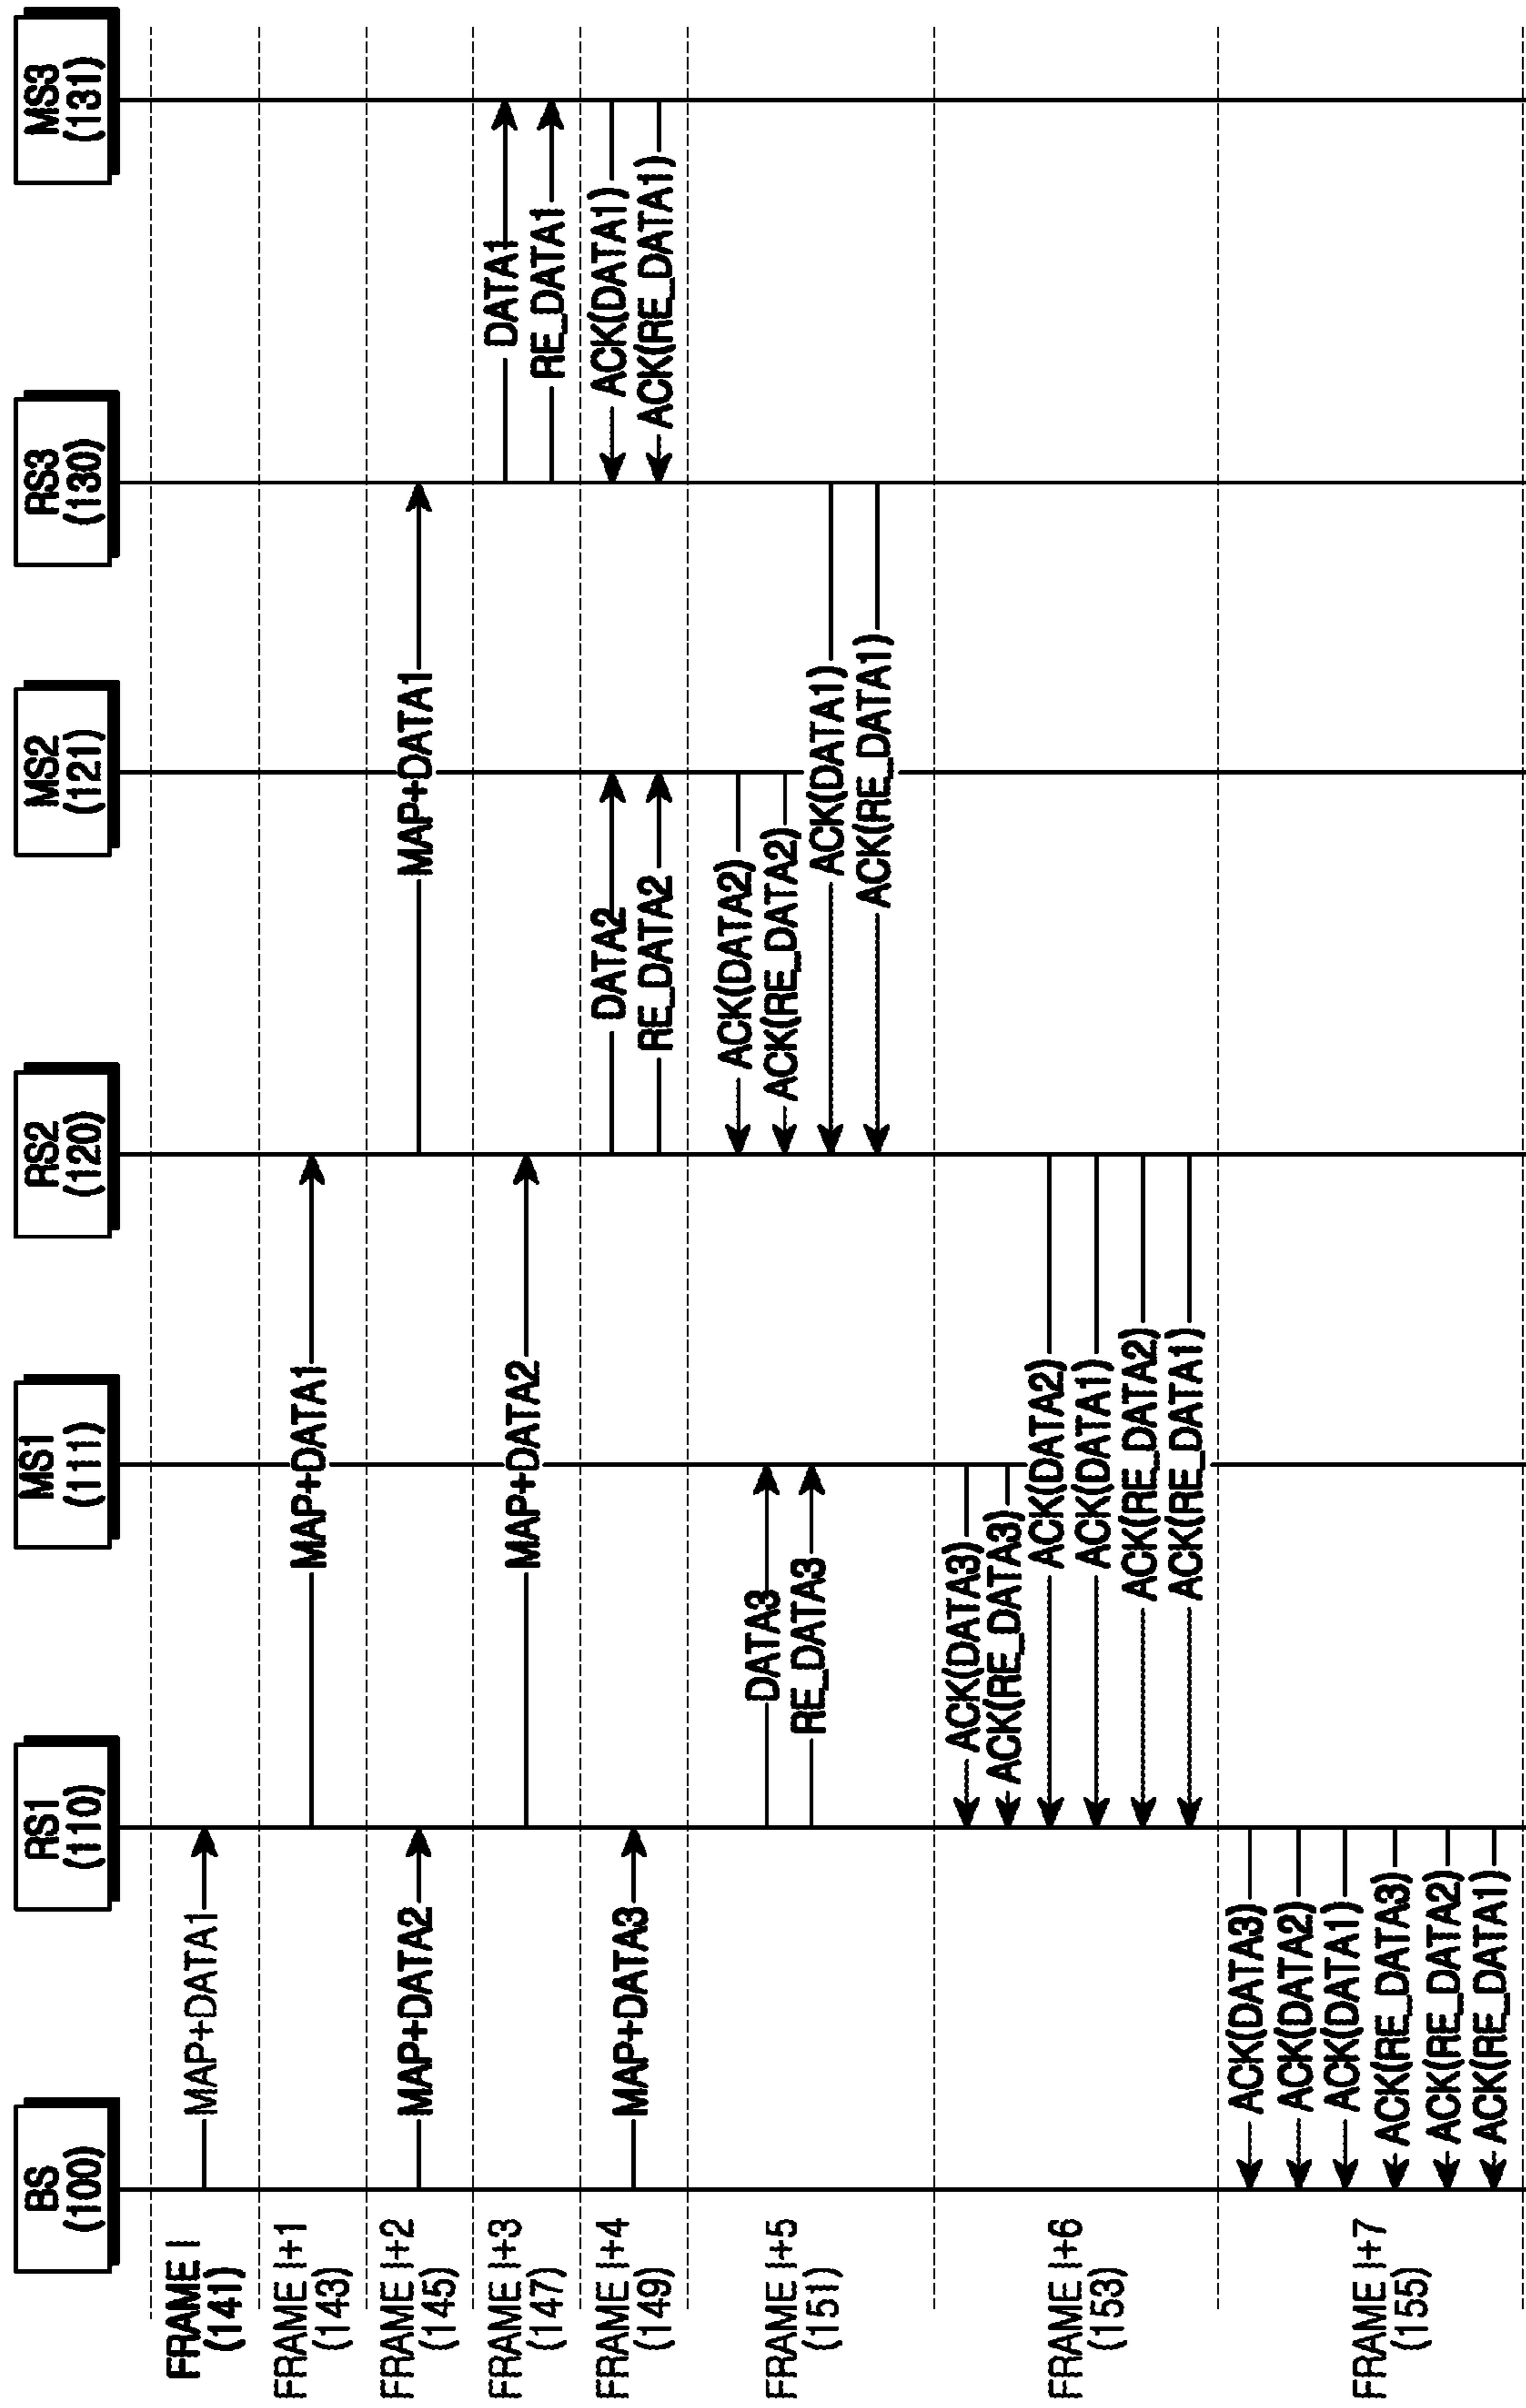 BS
(100)
RS1
(110)
MS1
(111)
RS2
(120)
MS2
(121)
RS3
(130)
MS3
(131)
FRAME I
(141)
MAP+DATA1
FRAME I+1
(143)
MAP+DATA1
FRAME I+2
(145)
MAP+DATA2
MAP+DATA1
FRAME I+3
(147)
MAP+DATA2
DATA1
RE_DATA1
FRAME I+4
(149)
MAP+DATA3
DATA2
RE_DATA2
ACK(DATA1)
ACK(RE_DATA1)
FRAME I+5
(151)
DATA3
RE_DATA3
ACK(DATA2)
ACK(RE_DATA2)
ACK(DATA1)
ACK(RE_DATA1)
FRAME I+6
(153)
ACK(DATA3)
ACK(RE_DATA3)
ACK(DATA2)
ACK(DATA1)
ACK(RE_DATA2)
ACK(RE_DATA1)
FRAME I+7
(155)
ACK(DATA3)
ACK(DATA2)
ACK(DATA1)
ACK(RE_DATA3)
ACK(RE_DATA2)
ACK(RE_DATA1)